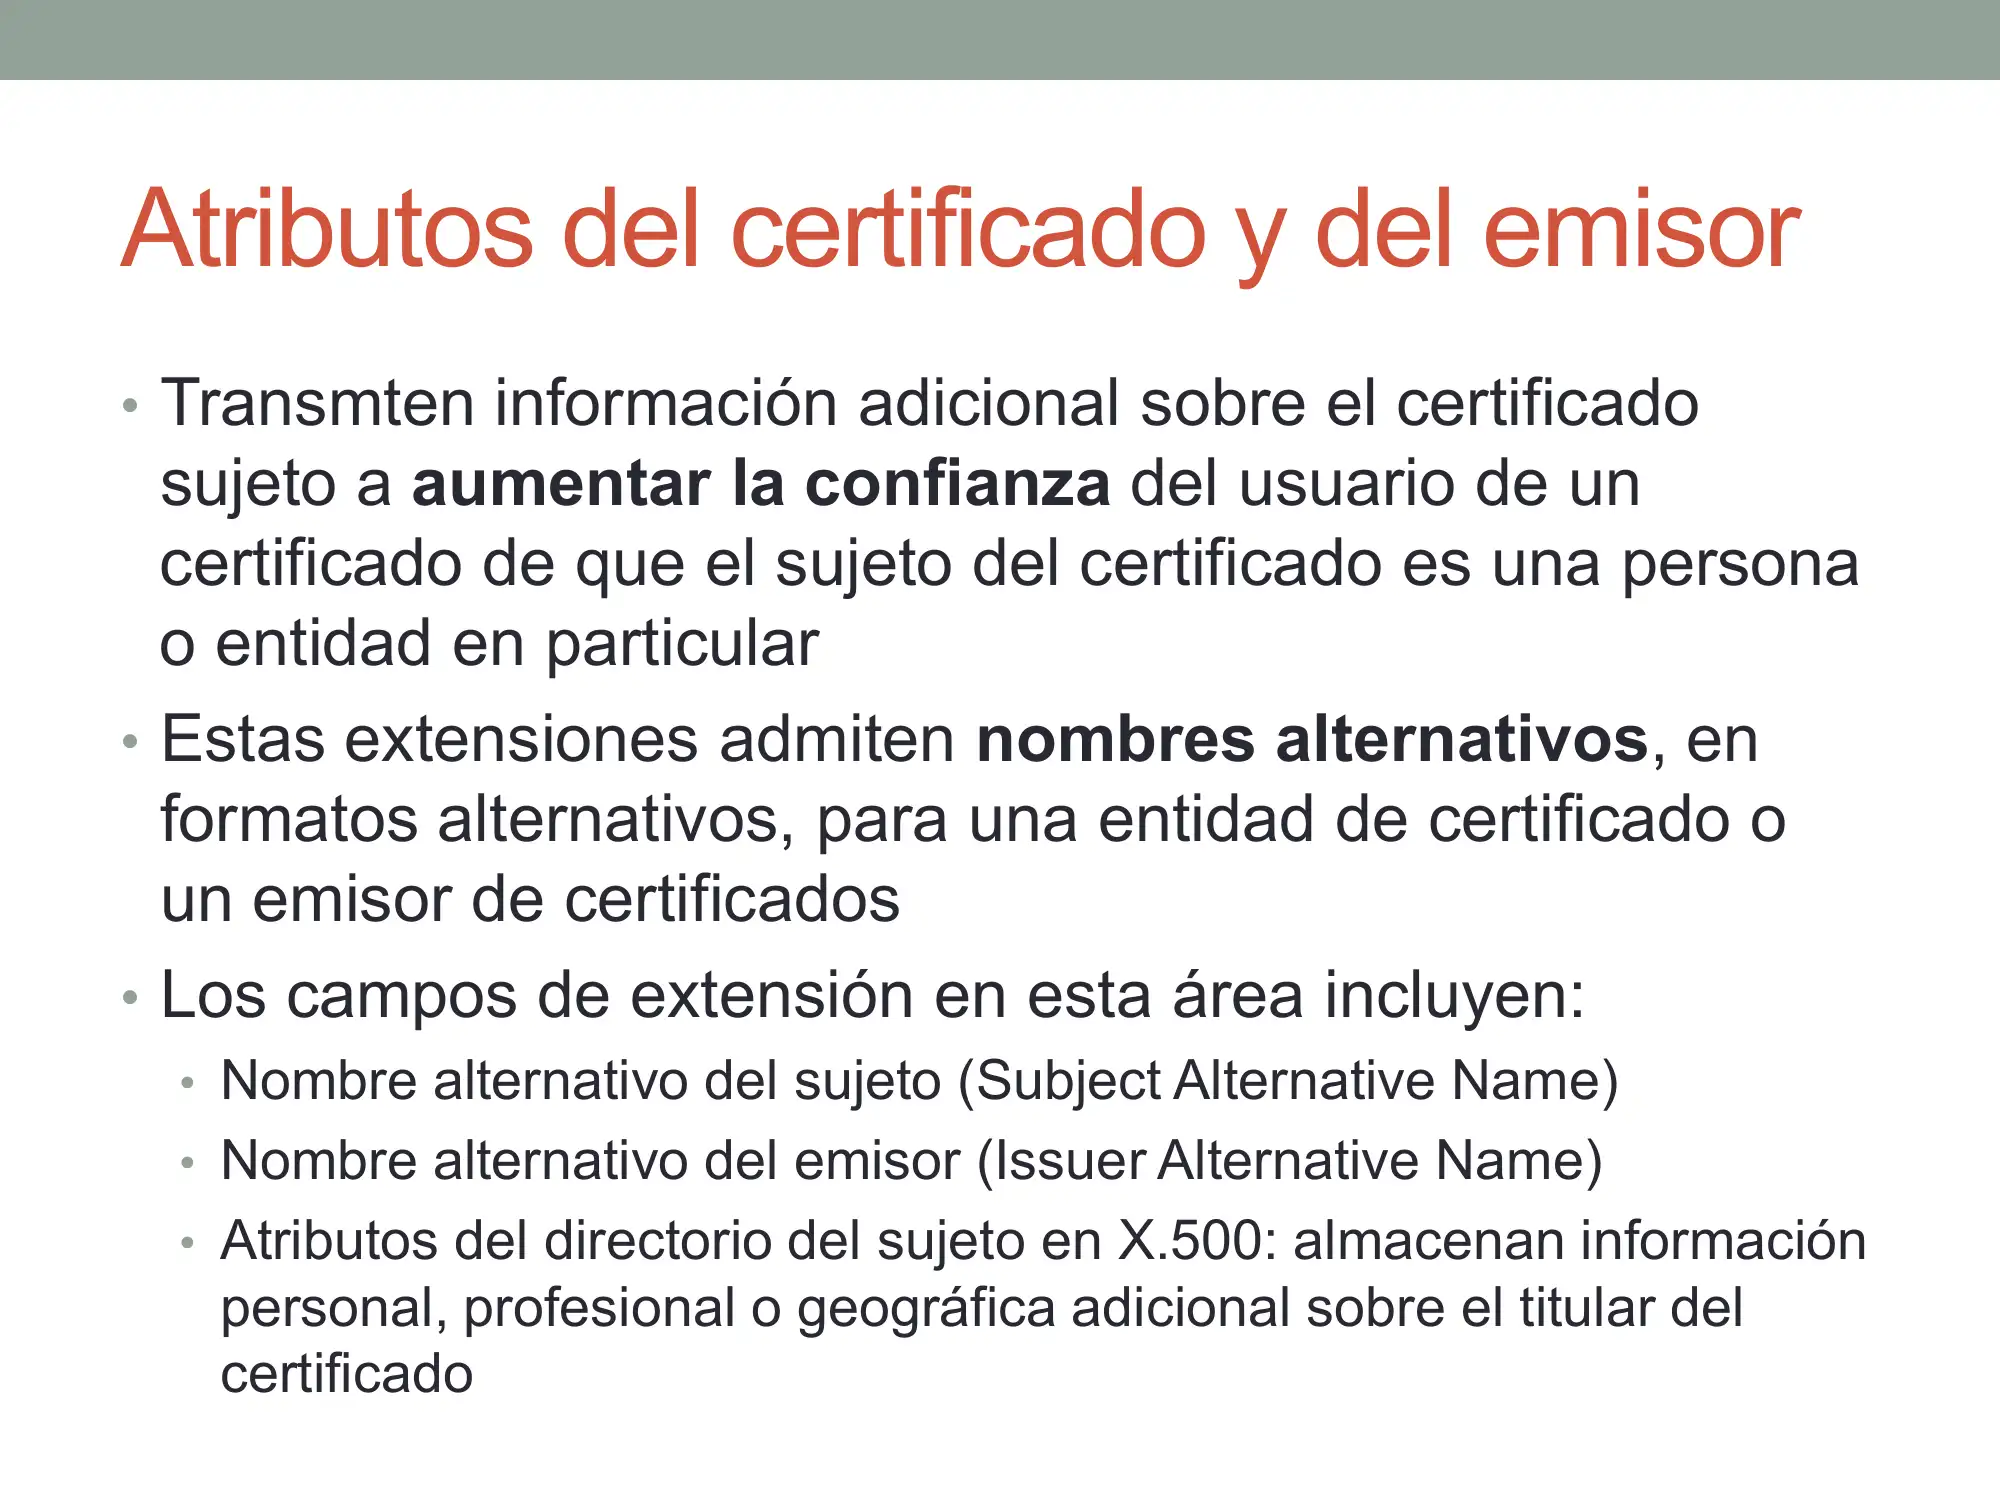 Atributos del certificado y del emisor
• Transmten información adicional sobre el certificado
sujeto a aumentar la confianza del usuario de un
certificado de que el sujeto del certificado es una persona
o entidad en particular
• Estas extensiones admiten nombres alternativos, en
formatos alternativos, para una entidad de certificado o
un emisor de certificados
• Los campos de extensión en esta área incluyen:
• Nombre alternativo del sujeto (Subject Alternative Name)
• Nombre alternativo del emisor (Issuer Alternative Name)
• Atributos del directorio del sujeto en X.500: almacenan información
personal, profesional o geográfica adicional sobre el titular del
certificado